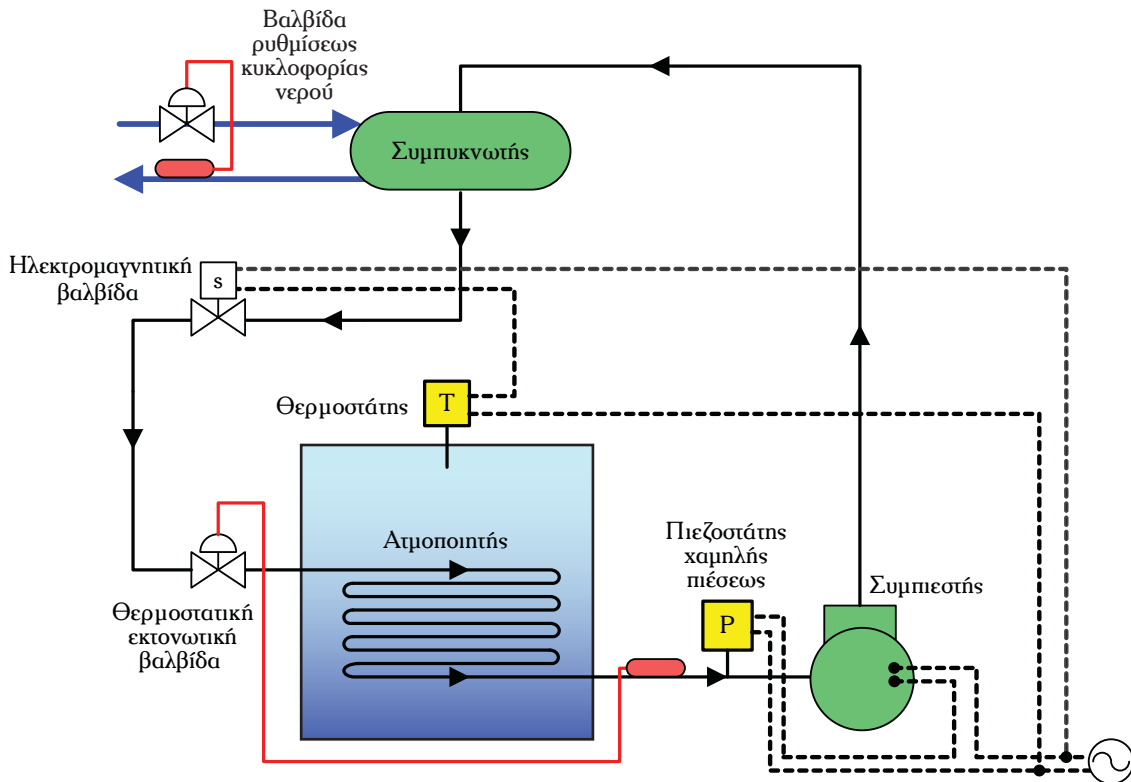 Βαλβίδα
ρυθμίσεως
κυκλοφορίας
νερού
Συμπυκνωτής
Ηλεκτρομαγνητική
βαλβίδα
s
Θερμοστάτης
T
Ατμοποιητής
Πιεζοστάτης
χαμηλής
πιέσεως
P
Συμπιεστής
Θερμοστατική
εκτονωτική
βαλβίδα